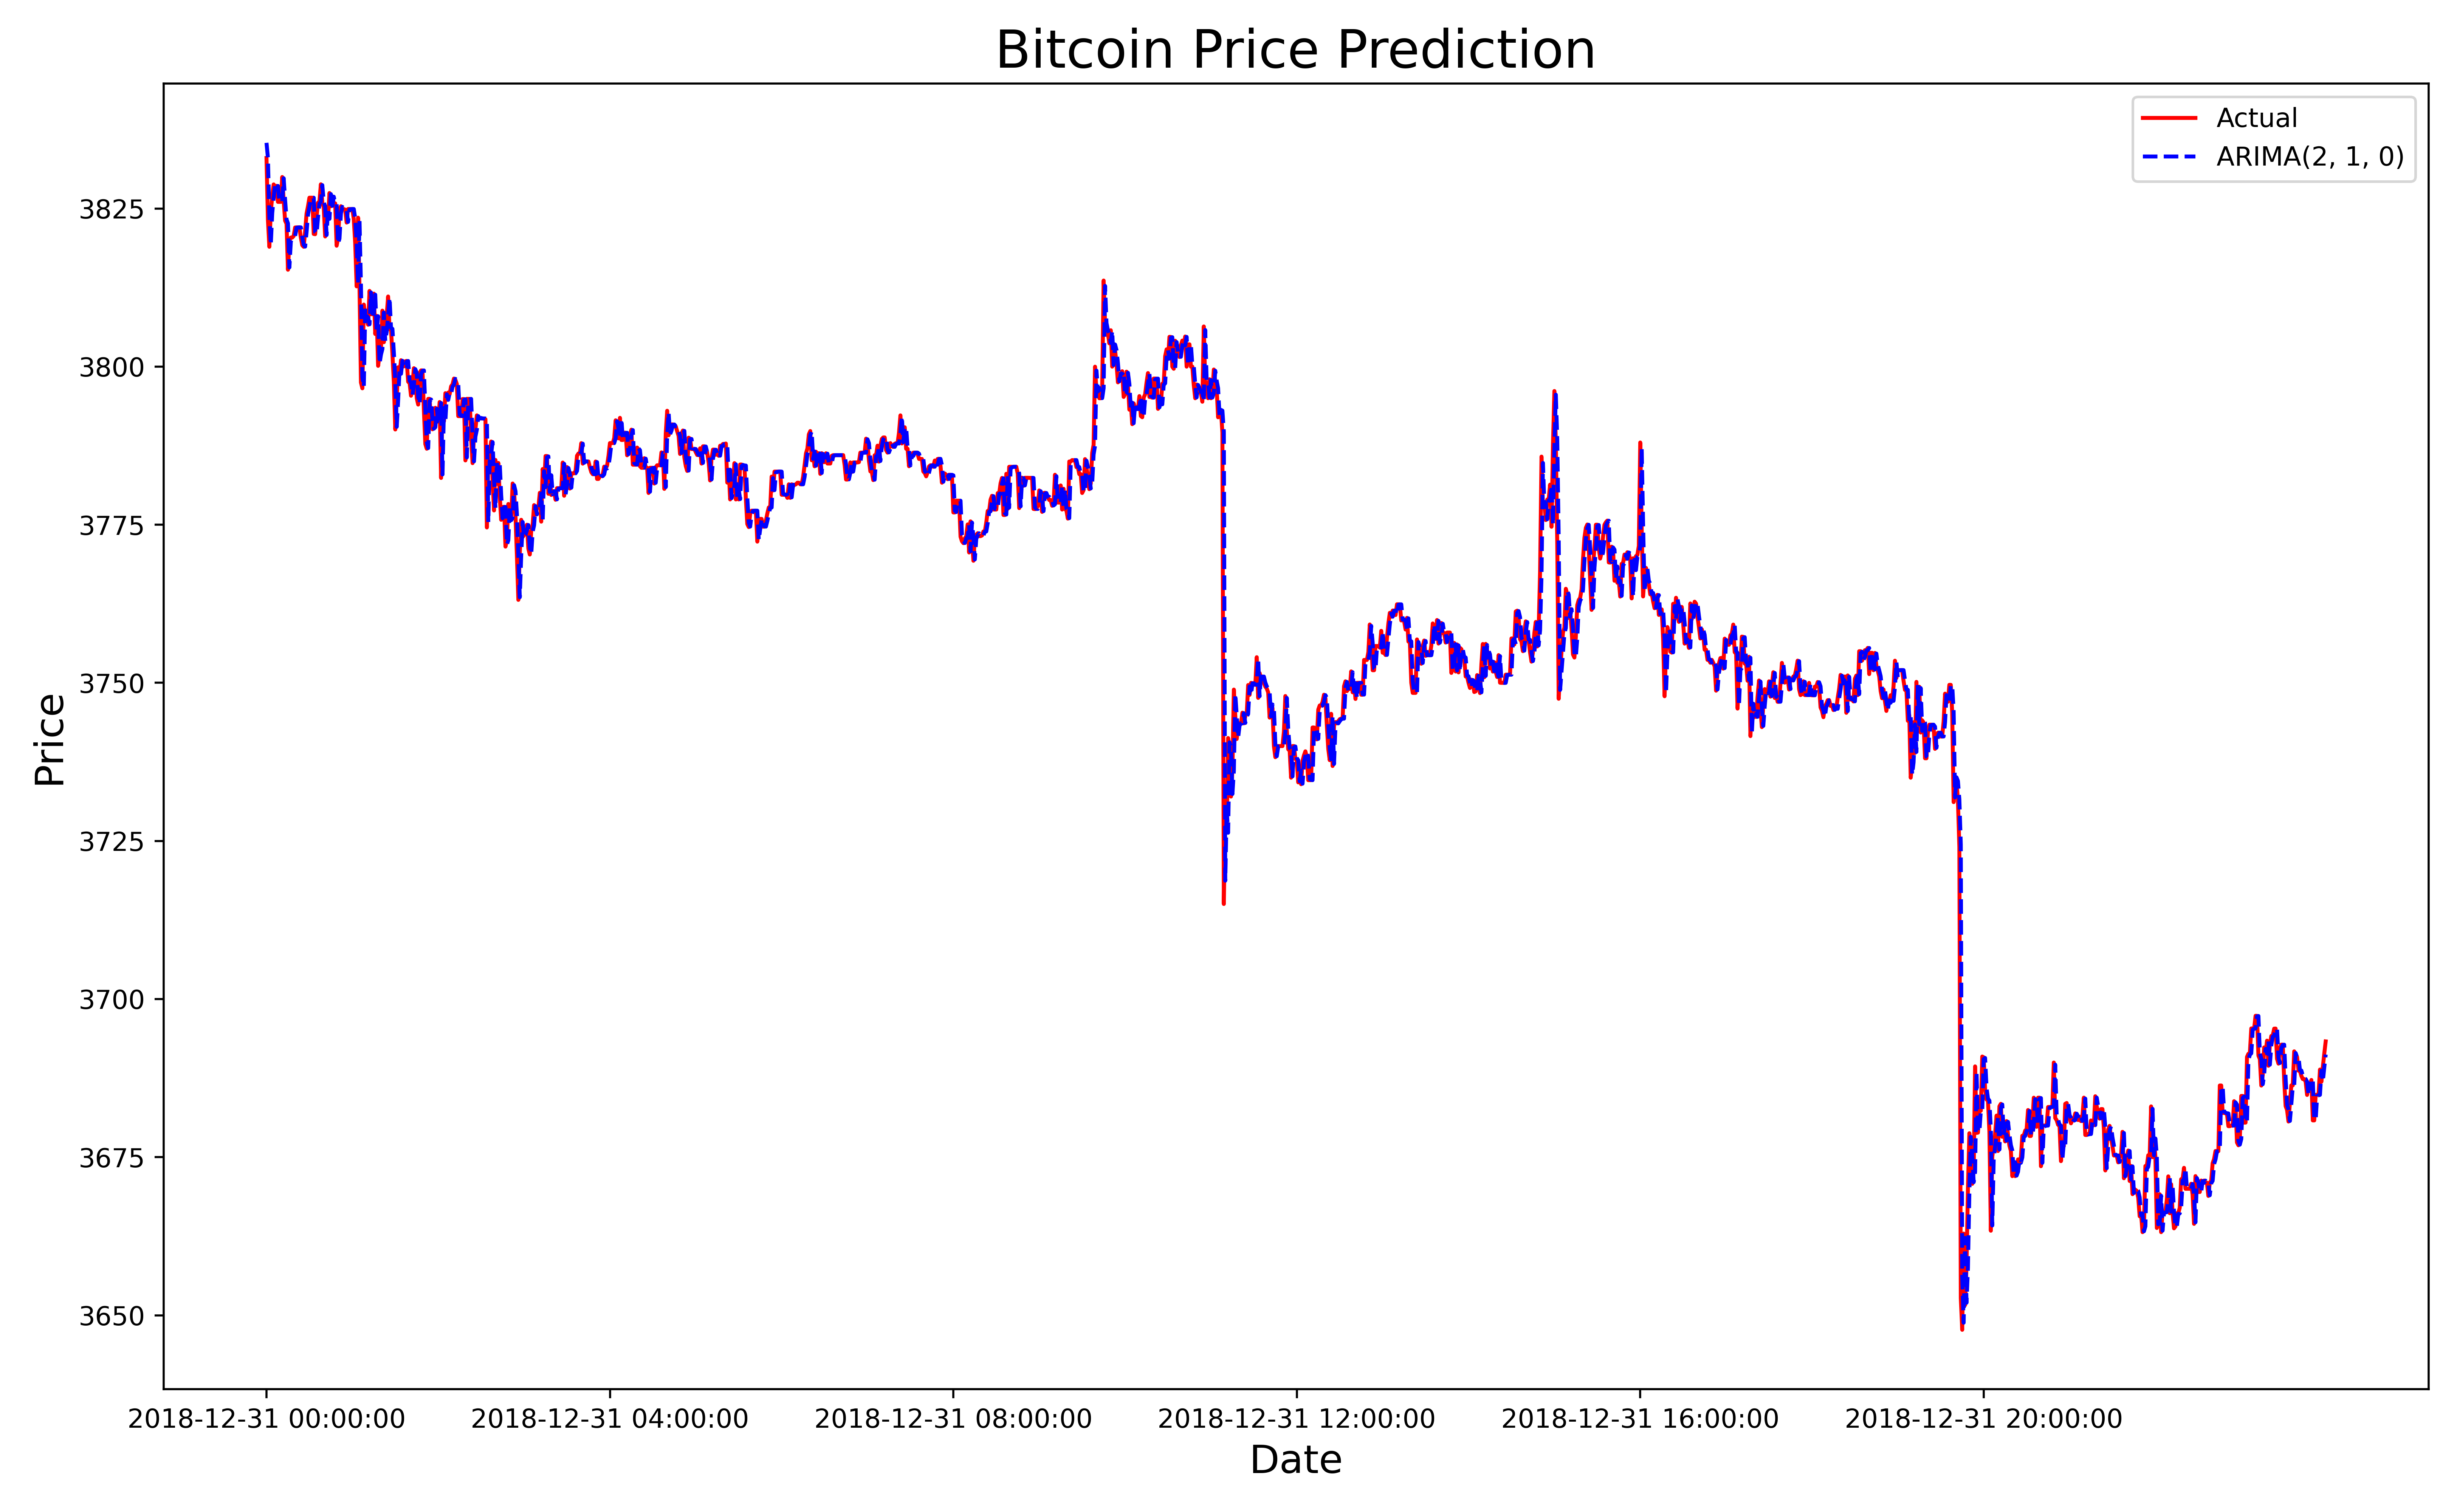 Bitcoin Price Prediction
Actual
ARIMA(2, 1, 0)
Price
3825
3800
3775
3750
3725
3700
3675
3650
2018-12-31 00:00:00
2018-12-31 04:00:00
2018-12-31 08:00:00
2018-12-31 12:00:00
2018-12-31 16:00:00
2018-12-31 20:00:00
Date